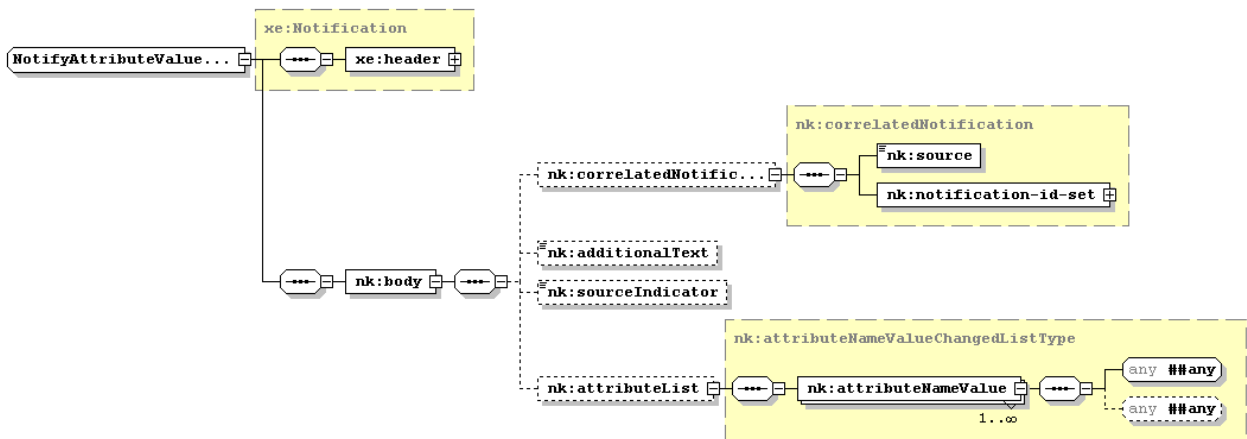 xe:Notification
NotifyAttributeValue...
xe:header
nk:correlatedNotification
nk:source
nk:correlatedNotific...
nk:notification-id-set
nk:additionalText
nk:body
nk:sourceIndicator
nk:attributeNameValueChangedListType
any ##any
nk:attributeList
nk:attributeNameValue
1..∞
any ##any